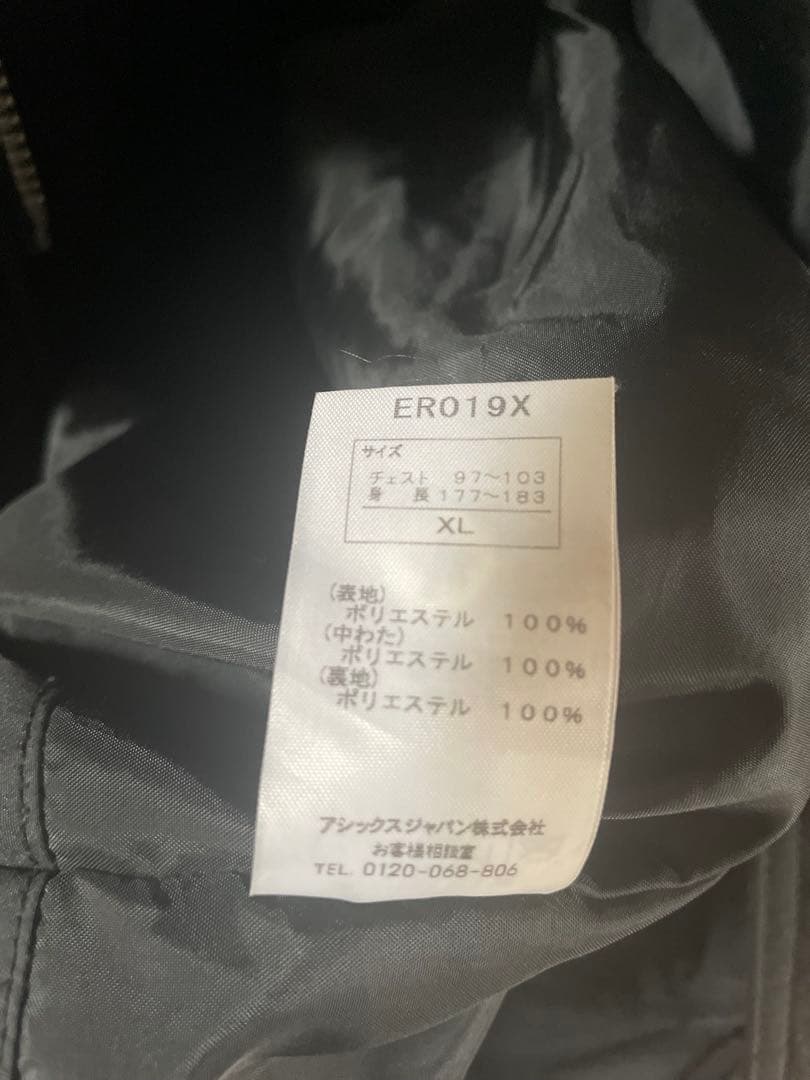 ER019X
サイズ
チェスト 97〜103
身 長 177〜183
XL
(表地)
ポリエステル 100%
(中わた)
ポリエステル 100%
(裏地)
ポリエステル 100%
アシックスジャパン株式会社
お客様相談室
TEL. 0120-068-806